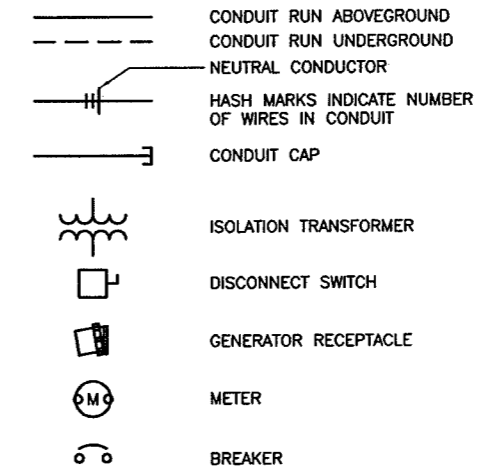 CONDUIT RUN ABOVEGROUND
CONDUIT RUN UNDERGROUND
NEUTRAL CONDUCTOR
HASH MARKS INDICATE NUMBER
OF WIRES IN CONDUIT
CONDUIT CAP
ISOLATION TRANSFORMER
DISCONNECT SWITCH
GENERATOR RECEPTACLE
M
METER
BREAKER